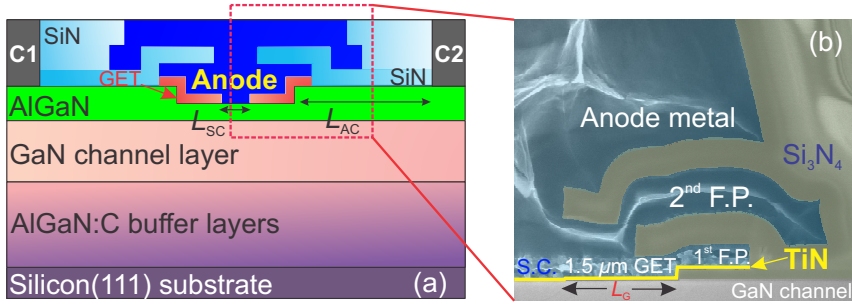 C1
SiN
GET
Anode
SiN
C2
AlGaN
L_SC
L_AC
GaN channel layer
AlGaN:C buffer layers
Silicon(111) substrate
(a)
(b)
Anode metal
Si₃N₄
2nd F.P.
S.C.
1.5 µm GET
1st F.P.
TiN
L_G
GaN channel